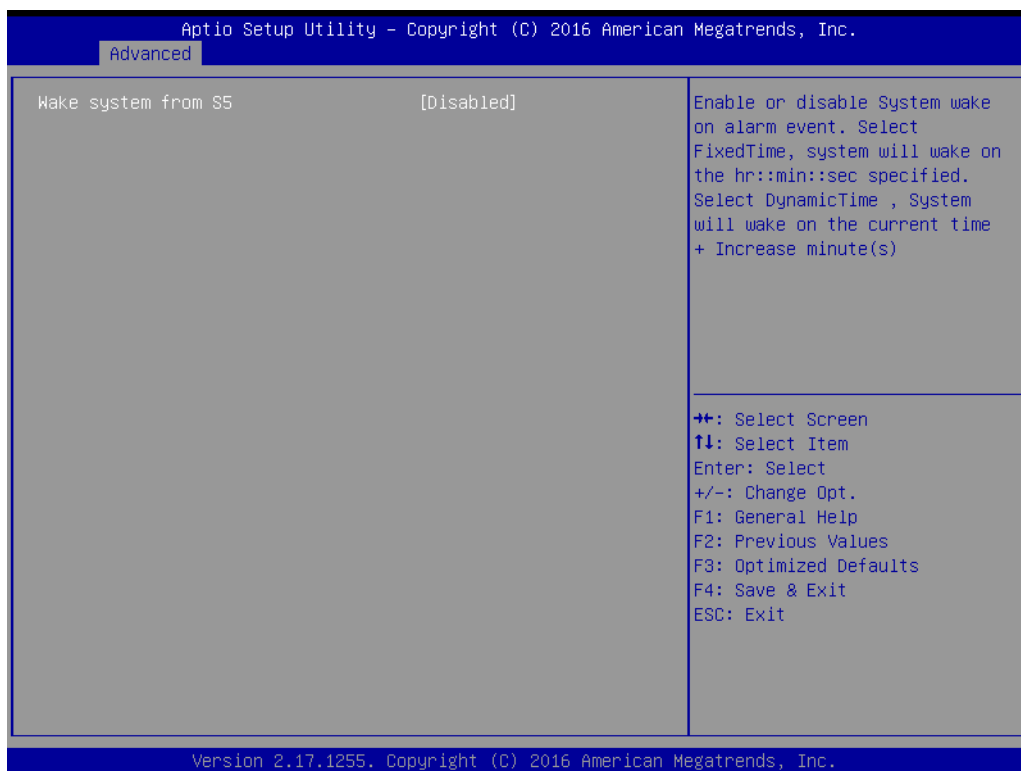 Aptio Setup Utility – Copyright (C) 2016 American Megatrends, Inc.
Advanced
Wake system from S5 [Disabled]
Enable or disable System wake
on alarm event. Select
FixedTime, system will wake on
the hr::min::sec specified.
Select DynamicTime , System
will wake on the current time
+ Increase minute(s)
→←: Select Screen
↑↓: Select Item
Enter: Select
+/-: Change Opt.
F1: General Help
F2: Previous Values
F3: Optimized Defaults
F4: Save & Exit
ESC: Exit
Version 2.17.1255. Copyright (C) 2016 American Megatrends, Inc.